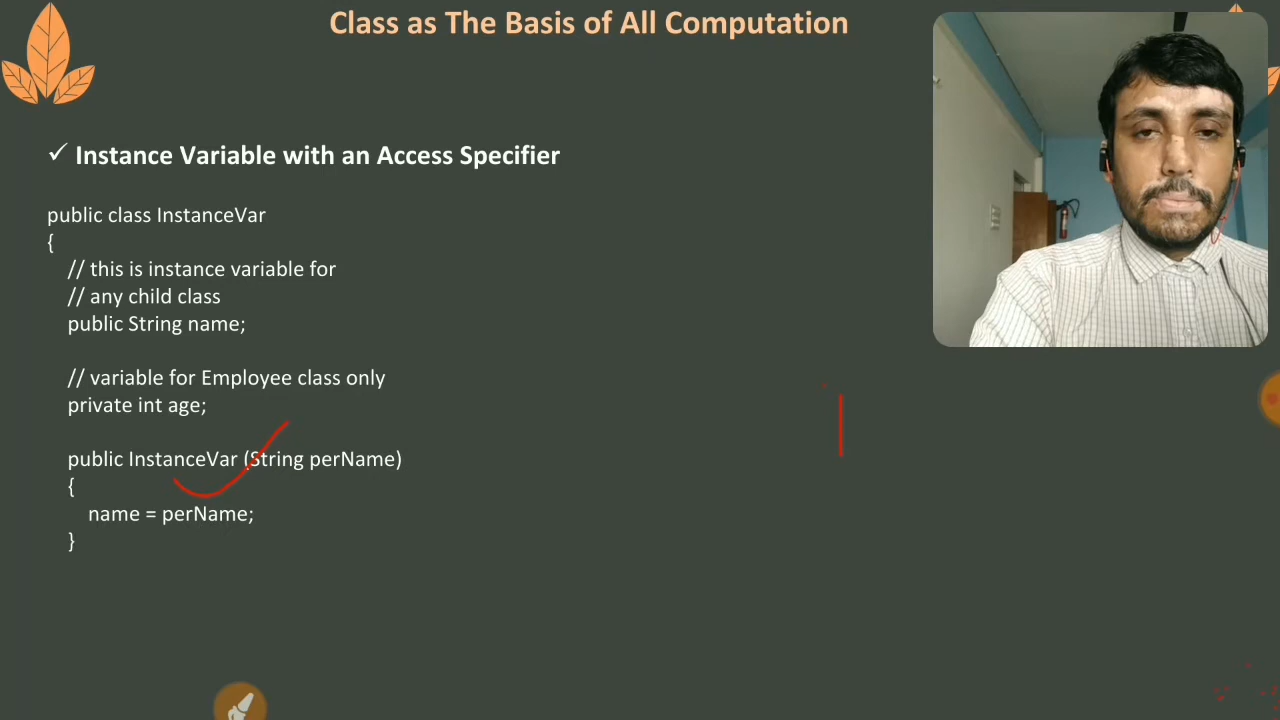 Class as The Basis of All Computation
✓ Instance Variable with an Access Specifier
public class InstanceVar
{
// this is instance variable for
// any child class
public String name;
// variable for Employee class only
private int age;
public InstanceVar (String perName)
{
name = perName;
}